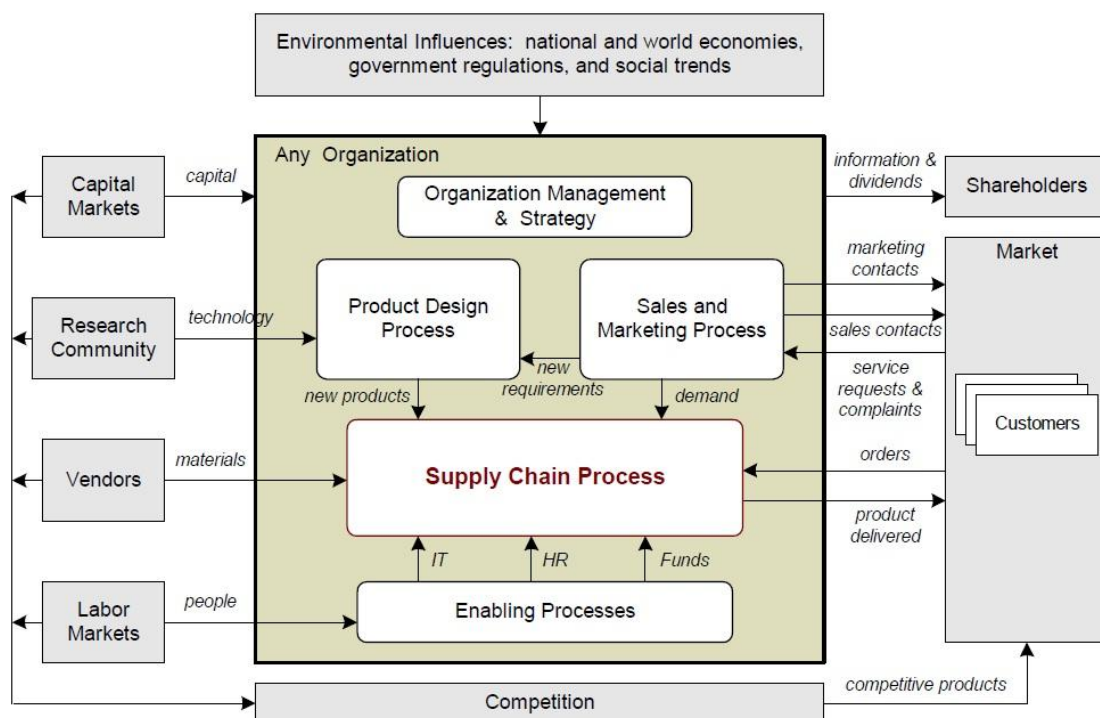 Environmental Influences: national and world economies,
government regulations, and social trends
Any Organization
Capital
Markets
capital
Organization Management
& Strategy
information &
dividends
Shareholders
Research
Community
technology
Product Design
Process
Sales and
Marketing Process
marketing
contacts
sales contacts
service
requests &
complaints
Market
Customers
new
requirements
new products
demand
Vendors
materials
Supply Chain Process
orders
product
delivered
IT
HR
Funds
Labor
Markets
people
Enabling Processes
Competition
competitive products